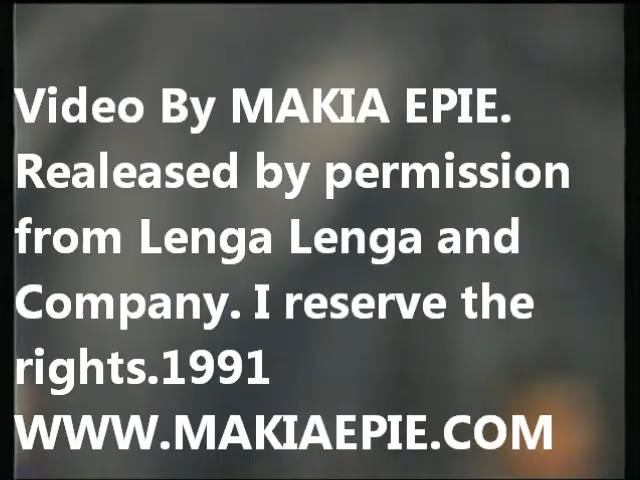 Video By MAKIA EPIE.
Realeased by permission
from Lenga Lenga and
Company. I reserve the
rights.1991
WWW.MAKIAEPIE.COM